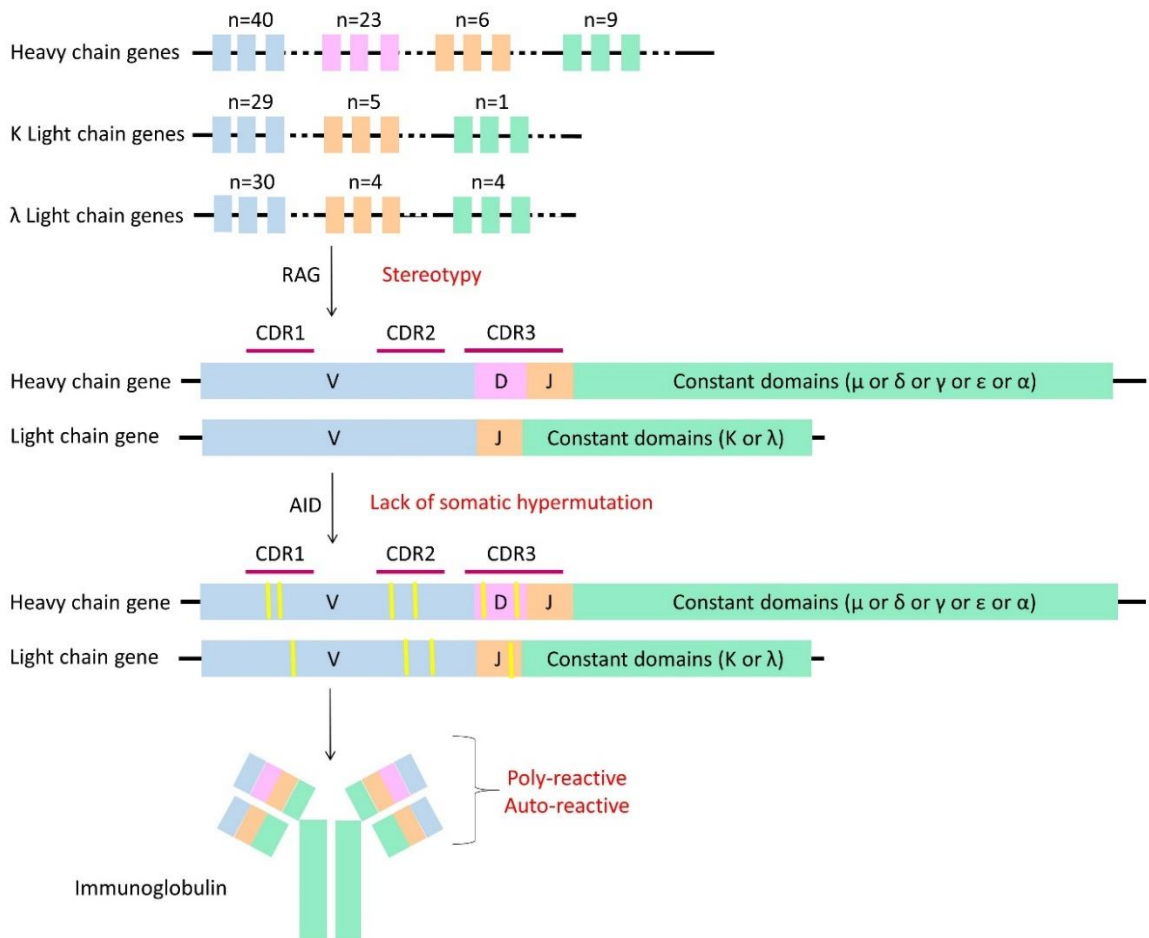 n=40 n=23 n=6 n=9
Heavy chain genes
n=29 n=5 n=1
K Light chain genes
n=30 n=4 n=4
λ Light chain genes
RAG Stereotypy
CDR1 CDR2 CDR3
Heavy chain gene V D J Constant domains (μ or δ or γ or ε or α)
Light chain gene V J Constant domains (K or λ)
AID Lack of somatic hypermutation
CDR1 CDR2 CDR3
Heavy chain gene V D J Constant domains (μ or δ or γ or ε or α)
Light chain gene V J Constant domains (K or λ)
Poly-reactive
Auto-reactive
Immunoglobulin